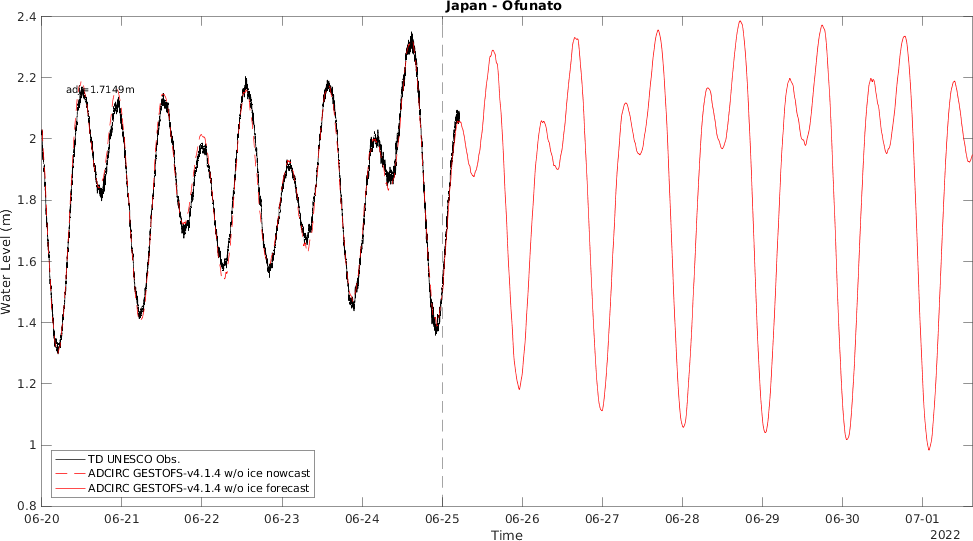 Japan - Ofunato
2.4
2.2
2
1.8
1.6
1.4
1.2
1
0.8
Water Level (m)
adj=1.7149m
TD UNESCO Obs.
ADCIRC GESTOFS-v4.1.4 w/o ice nowcast
ADCIRC GESTOFS-v4.1.4 w/o ice forecast
06-20 06-21 06-22 06-23 06-24 06-25 06-26 06-27 06-28 06-29 06-30 07-01
Time
2022